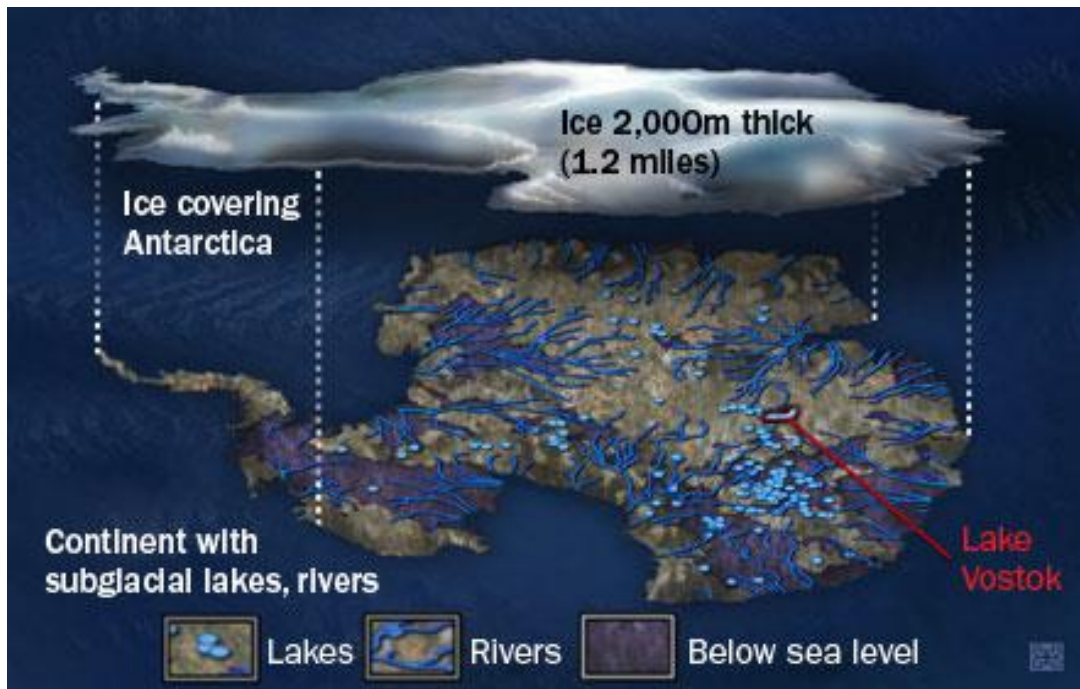 Ice 2,000m thick
(1.2 miles)
Ice covering
Antarctica
Lake
Vostok
Continent with
subglacial lakes, rivers
Lakes
Rivers
Below sea level